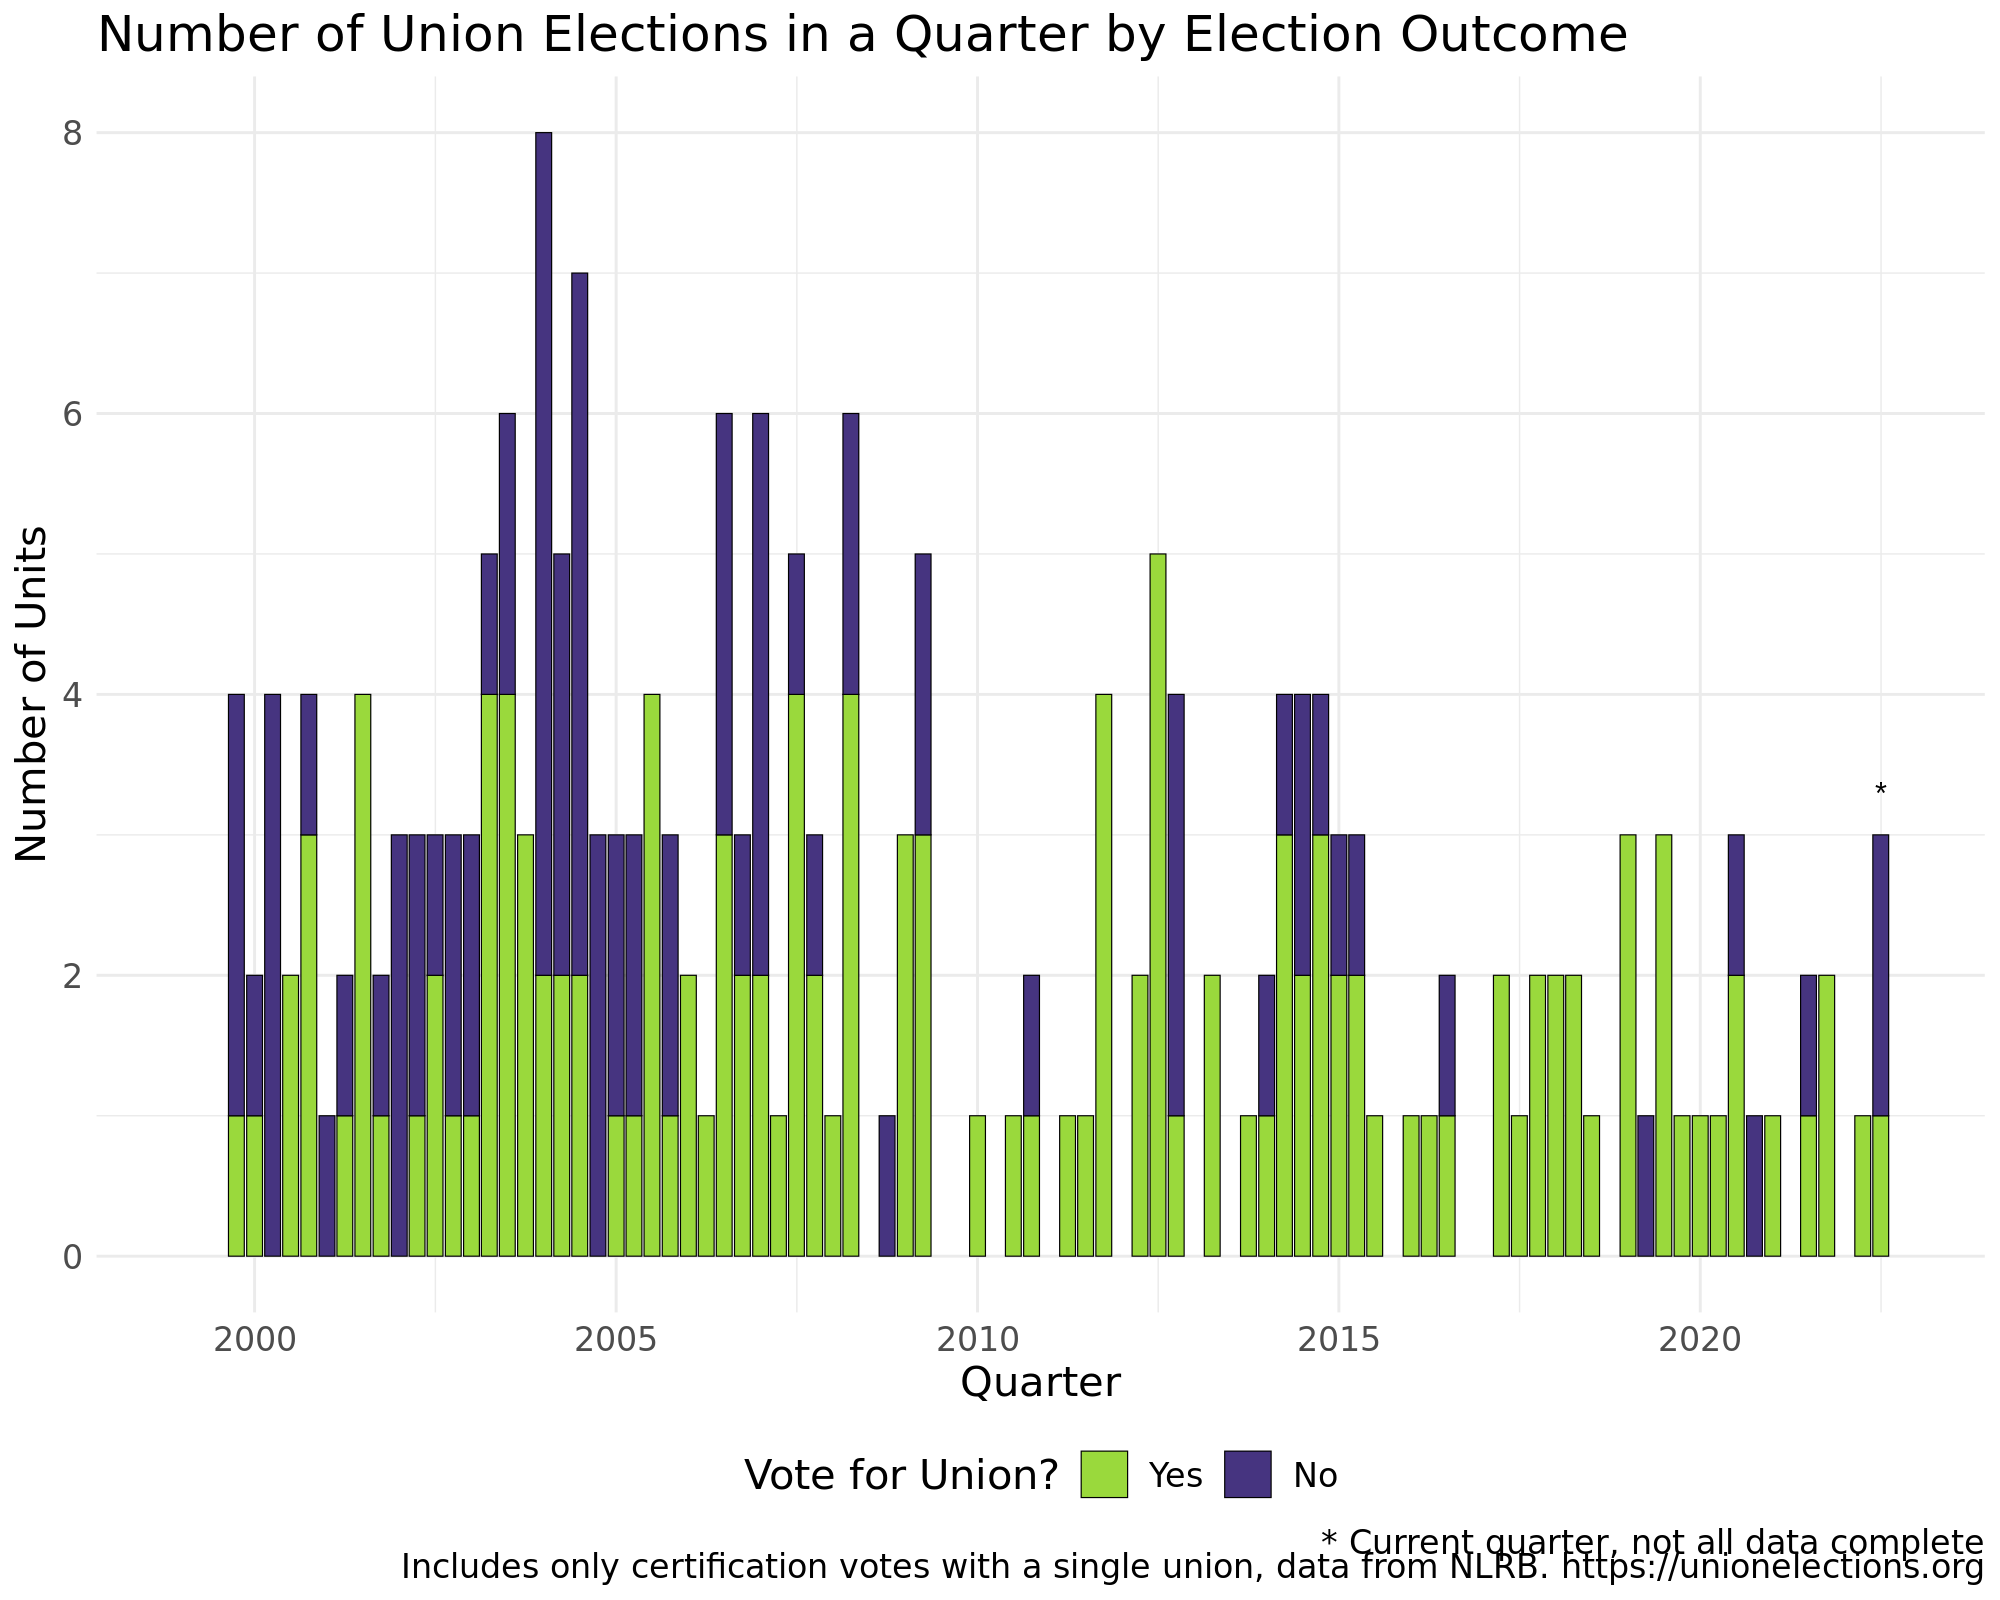 Number of Union Elections in a Quarter by Election Outcome
8
6
4
2
0
Number of Units
*
2000 2005 2010 2015 2020
Quarter
Vote for Union? Yes No
* Current quarter, not all data complete
Includes only certification votes with a single union, data from NLRB. https://unionelections.org